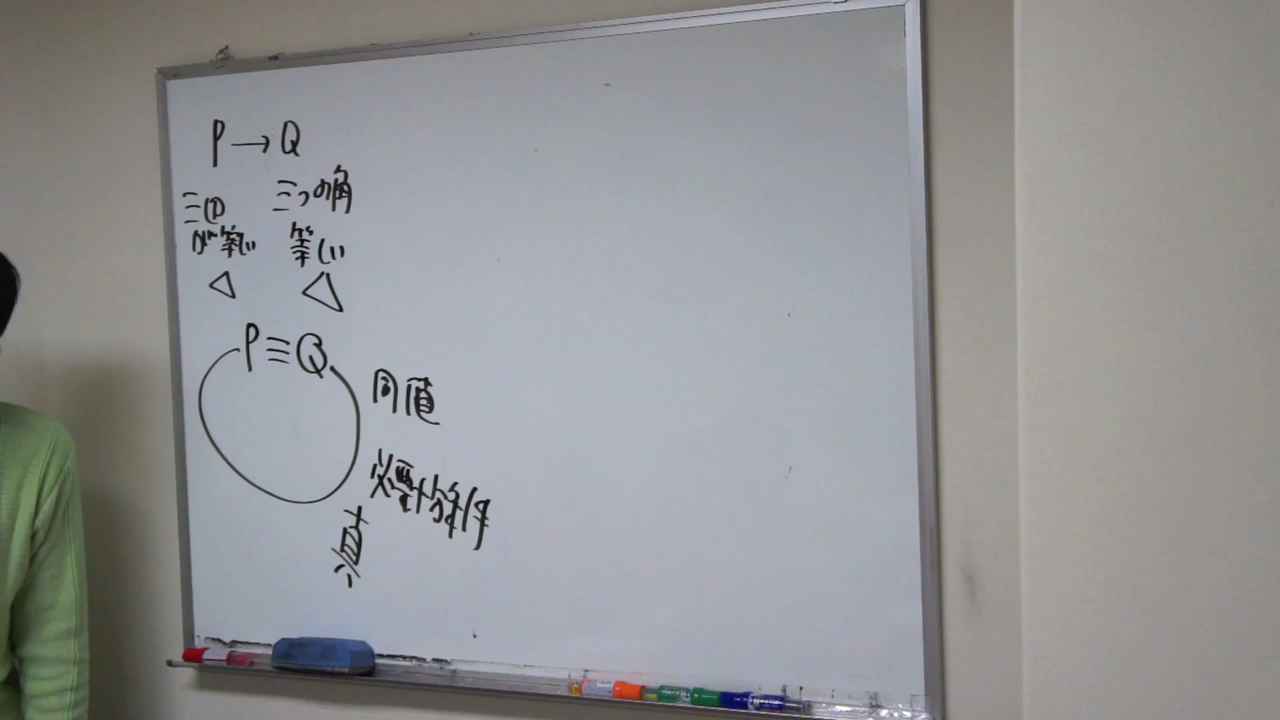 P→Q
三辺 三つの角
が等しい 等しい
△ △
P≡Q
同値
必要十分条件
真